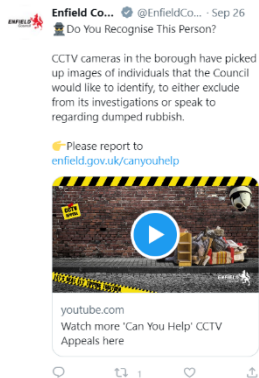 Enfield Co... @EnfieldCo... · Sep 26
Do You Recognise This Person?
CCTV cameras in the borough have picked
up images of individuals that the Council
would like to identify, to either exclude
from its investigations or speak to
regarding dumped rubbish.
Please report to
enfield.gov.uk/canyouhelp
CCTV
ENFIELD
youtube.com
Watch more 'Can You Help' CCTV
Appeals here
1